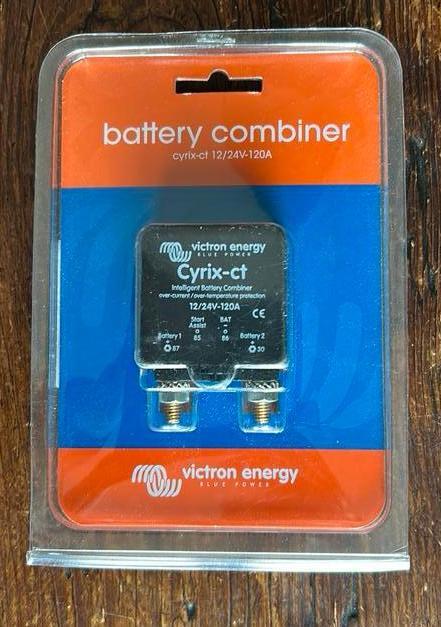 battery combiner
cyrix-ct 12/24V-120A
victron energy
BLUE POWER
Cyrix-ct
Intelligent Battery Combiner
over-current/over-temperature protection
12/24V-120A
CE
Start Assist
BAT -
Battery 1 +
85
86
Battery 2 +
87
30
victron energy
BLUE POWER